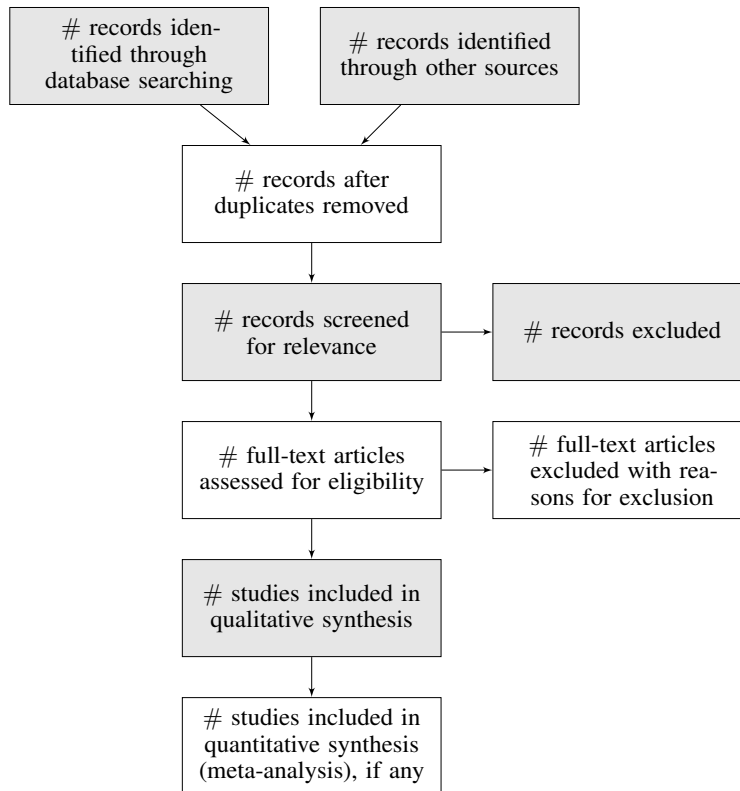 # records iden-
tified through
database searching
# records identified
through other sources
# records after
duplicates removed
# records screened
for relevance
# records excluded
# full-text articles
assessed for eligibility
# full-text articles
excluded with rea-
sons for exclusion
# studies included in
qualitative synthesis
# studies included in
quantitative synthesis
(meta-analysis), if any